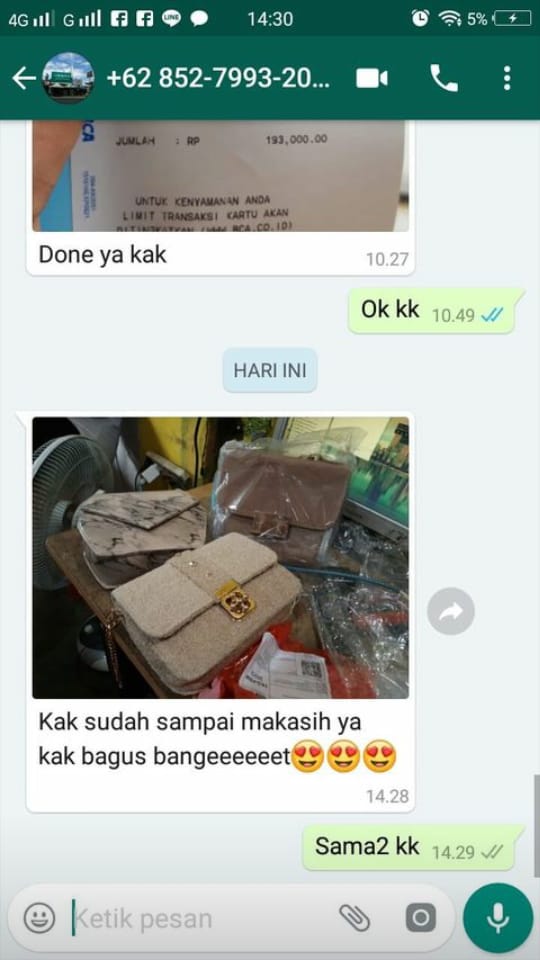 4G G LINE 14:30 5%
+62 852-7993-20...
BCA
JUMLAH : RP 193,000.00
UNTUK KENYAMANAN ANDA
LIMIT TRANSAKSI KARTU AKAN
DITINGKATKAN (WWW.BCA.CO.ID)
Done ya kak
10.27
Ok kk 10.49
HARI INI
Kak sudah sampai makasih ya
kak bagus bangeeeeeet😍😍😍
14.28
Sama2 kk 14.29
Ketik pesan